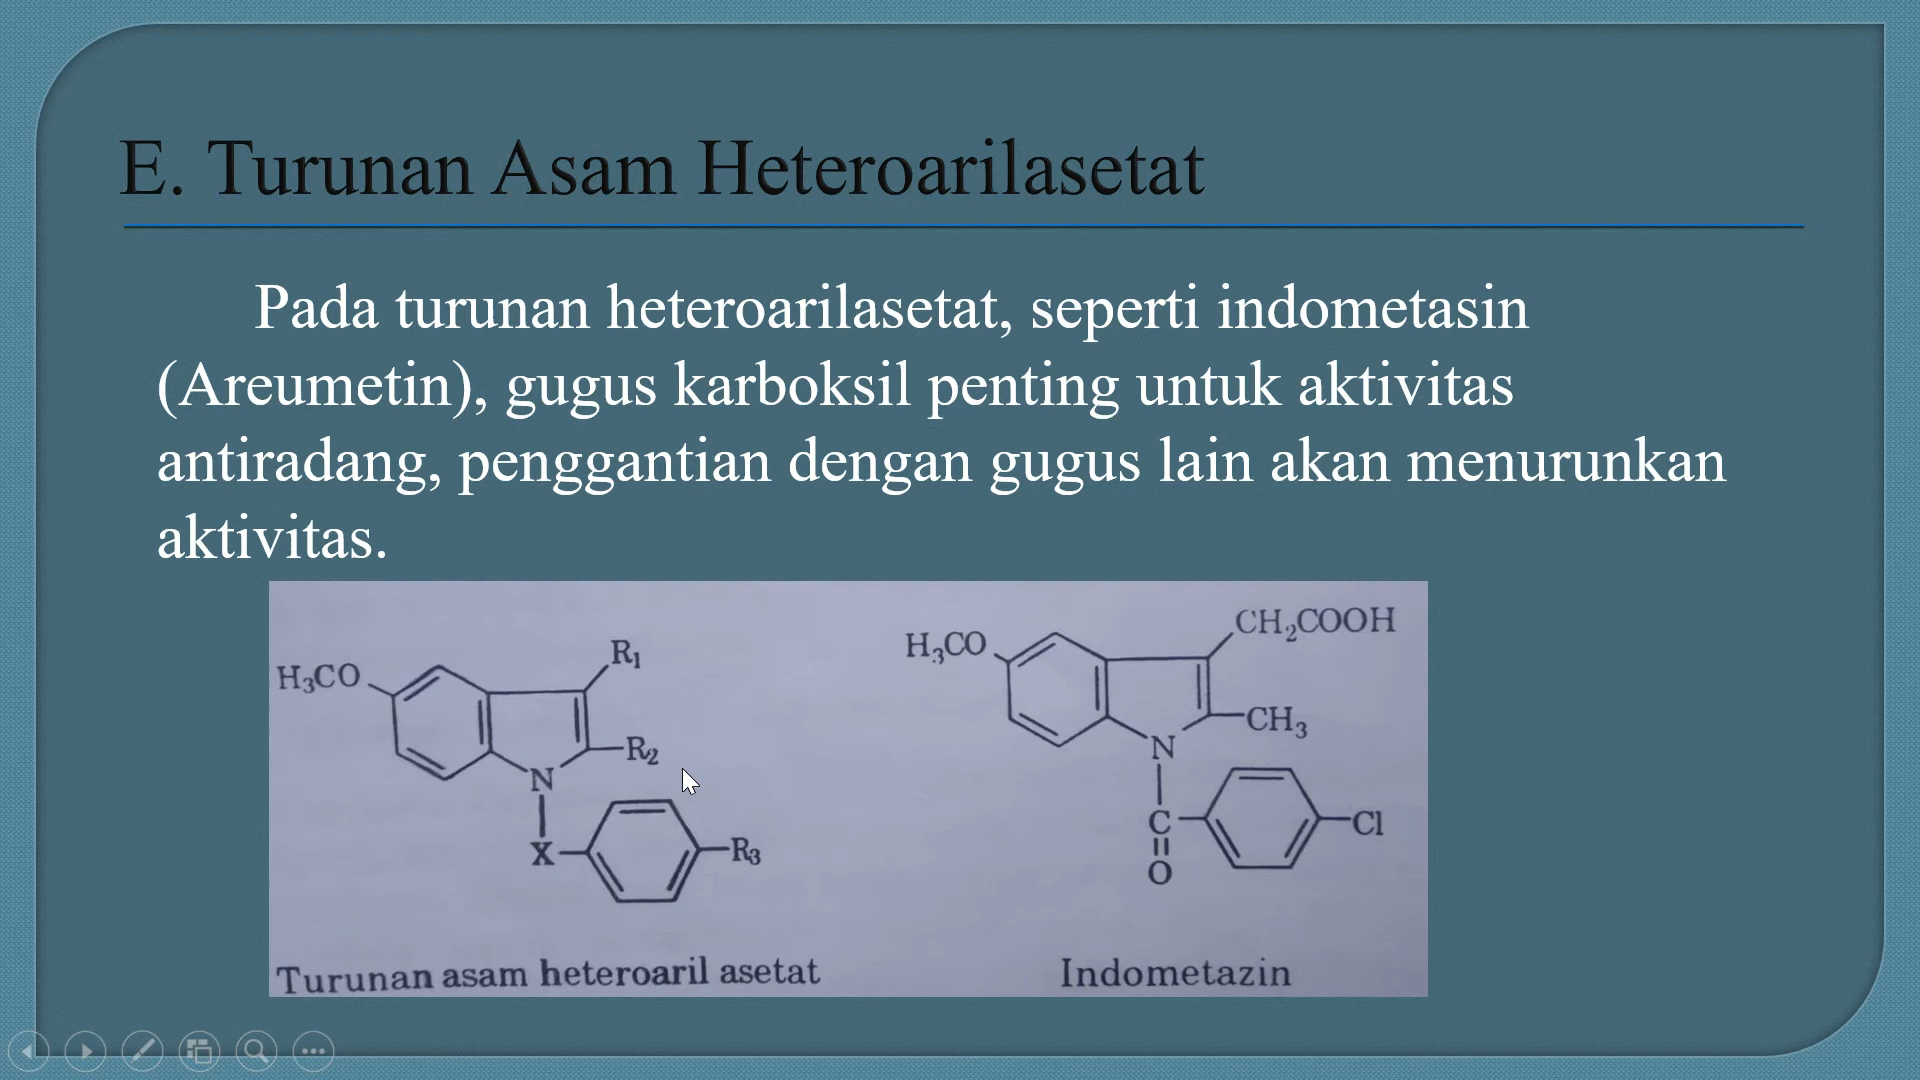 E. Turunan Asam Heteroarilasetat
Pada turunan heteroarilasetat, seperti indometasin
(Areumetin), gugus karboksil penting untuk aktivitas
antiradang, penggantian dengan gugus lain akan menurunkan
aktivitas.
H₃CO
R₁
R₂
N
X
R₃
Turunan asam heteroaril asetat
H₃CO
CH₂COOH
CH₃
N
C
O
Cl
Indometazin